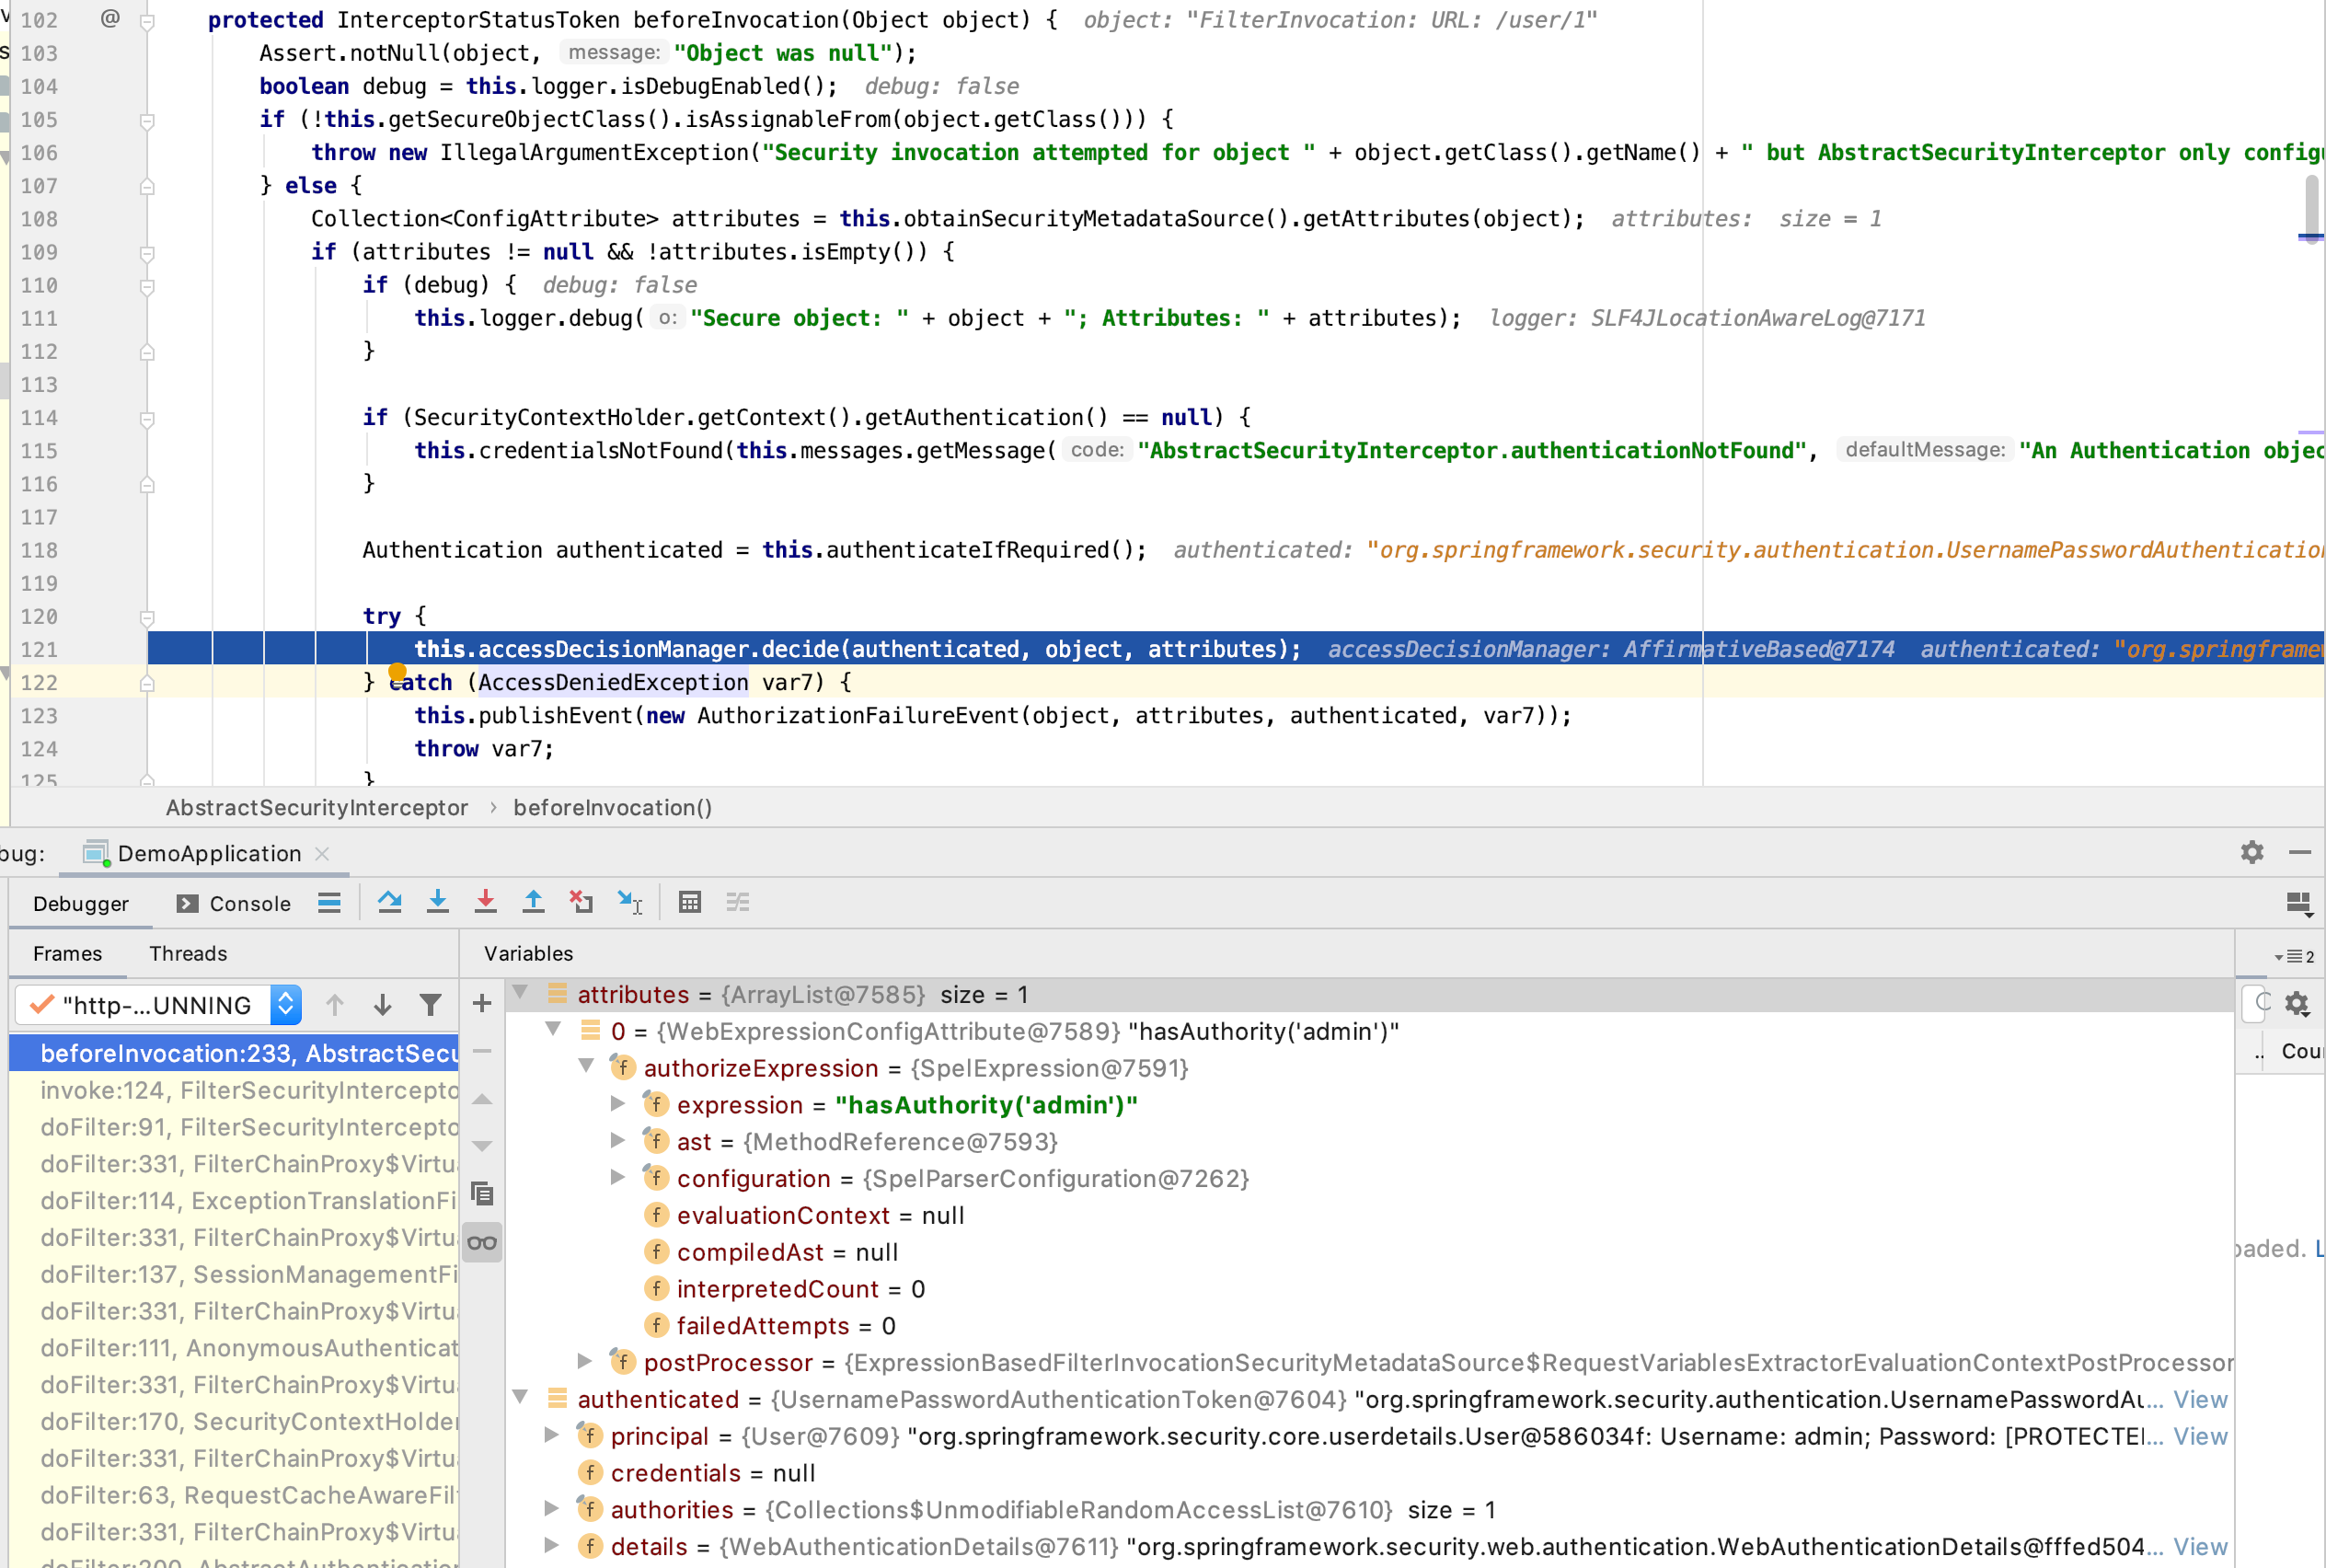 102 @ protected InterceptorStatusToken beforeInvocation(Object object) { object: "FilterInvocation: URL: /user/1"
103 Assert.notNull(object, message: "Object was null");
104 boolean debug = this.logger.isDebugEnabled(); debug: false
105 if (!this.getSecureObjectClass().isAssignableFrom(object.getClass())) {
106 throw new IllegalArgumentException("Security invocation attempted for object " + object.getClass().getName() + " but AbstractSecurityInterceptor only config
107 } else {
108 Collection<ConfigAttribute> attributes = this.obtainSecurityMetadataSource().getAttributes(object); attributes: size = 1
109 if (attributes != null && !attributes.isEmpty()) {
110 if (debug) { debug: false
111 this.logger.debug( o: "Secure object: " + object + "; Attributes: " + attributes); logger: SLF4JLocationAwareLog@7171
112 }
113
114 if (SecurityContextHolder.getContext().getAuthentication() == null) {
115 this.credentialsNotFound(this.messages.getMessage( code: "AbstractSecurityInterceptor.authenticationNotFound", defaultMessage: "An Authentication objec
116 }
117
118 Authentication authenticated = this.authenticateIfRequired(); authenticated: "org.springframework.security.authentication.UsernamePasswordAuthentication
119
120 try {
121 this.accessDecisionManager.decide(authenticated, object, attributes); accessDecisionManager: AffirmativeBased@7174 authenticated: "org.springframew
122 } catch (AccessDeniedException var7) {
123 this.publishEvent(new AuthorizationFailureEvent(object, attributes, authenticated, var7));
124 throw var7;
125 }
AbstractSecurityInterceptor › beforeInvocation()
bug: DemoApplication
Debugger Console
Frames Threads Variables
2
"http-...UNNING
beforeInvocation:233, AbstractSecu
invoke:124, FilterSecurityIntercepto
doFilter:91, FilterSecurityIntercepto
doFilter:331, FilterChainProxy$Virtua
doFilter:114, ExceptionTranslationFi
doFilter:331, FilterChainProxy$Virtua
doFilter:137, SessionManagementFi
doFilter:331, FilterChainProxy$Virtua
doFilter:111, AnonymousAuthenticat
doFilter:331, FilterChainProxy$Virtua
doFilter:170, SecurityContextHolder
doFilter:331, FilterChainProxy$Virtua
doFilter:63, RequestCacheAwareFilt
doFilter:331, FilterChainProxy$Virtua
doFilter:200, AbstractAuthentication
attributes = {ArrayList@7585} size = 1
0 = {WebExpressionConfigAttribute@7589} "hasAuthority('admin')"
authorizeExpression = {SpelExpression@7591}
expression = "hasAuthority('admin')"
ast = {MethodReference@7593}
configuration = {SpelParserConfiguration@7262}
evaluationContext = null
compiledAst = null
interpretedCount = 0
failedAttempts = 0
postProcessor = {ExpressionBasedFilterInvocationSecurityMetadataSource$RequestVariablesExtractorEvaluationContextPostProcessor
authenticated = {UsernamePasswordAuthenticationToken@7604} "org.springframework.security.authentication.UsernamePasswordAu... View
principal = {User@7609} "org.springframework.security.core.userdetails.User@586034f: Username: admin; Password: [PROTECTE... View
credentials = null
authorities = {Collections$UnmodifiableRandomAccessList@7610} size = 1
details = {WebAuthenticationDetails@7611} "org.springframework.security.web.authentication.WebAuthenticationDetails@fffed504... View
.. Cou
oaded. L